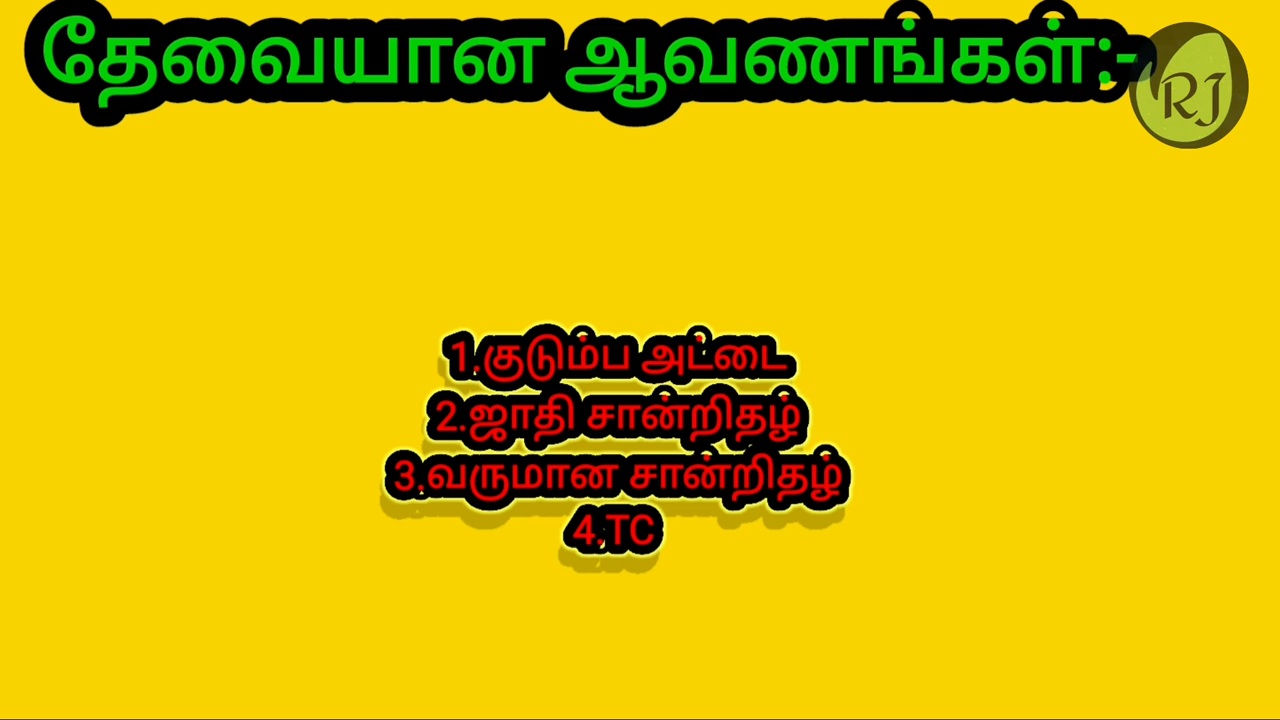 தேவையான ஆவணங்கள்:-
RJ
1.குடும்ப அட்டை
2.ஜாதி சான்றிதழ்
3.வருமான சான்றிதழ்
4.TC